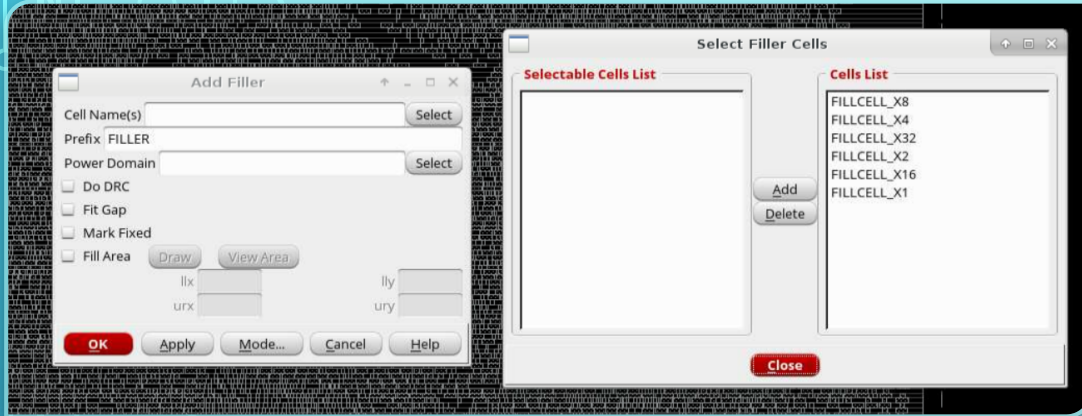 Add Filler
Cell Name(s)
Select
Prefix FILLER
Power Domain
Select
Do DRC
Fit Gap
Mark Fixed
Fill Area Draw View Area
llx lly
urx ury
OK Apply Mode... Cancel Help
Select Filler Cells
Selectable Cells List
Add
Delete
Cells List
FILLCELL_X8
FILLCELL_X4
FILLCELL_X32
FILLCELL_X2
FILLCELL_X16
FILLCELL_X1
Close